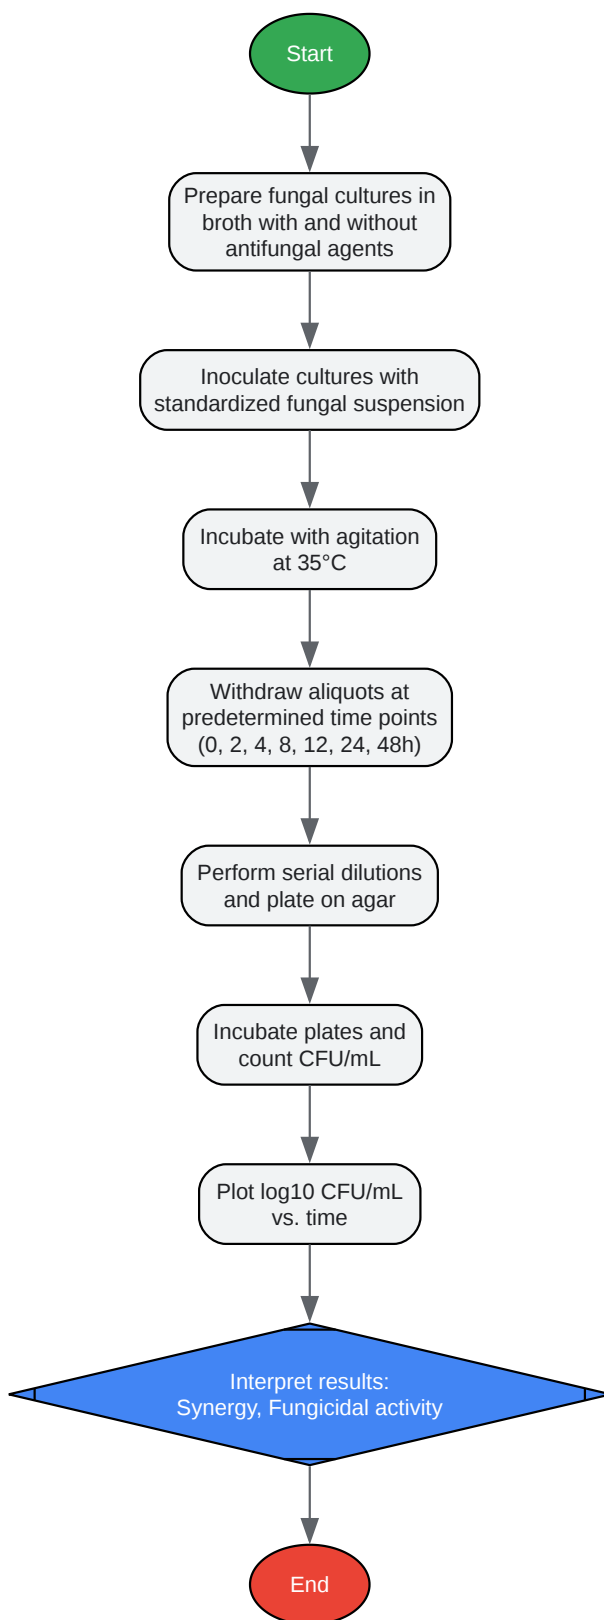 Start
Prepare fungal cultures in
broth with and without
antifungal agents
Inoculate cultures with
standardized fungal suspension
Incubate with agitation
at 35°C
Withdraw aliquots at
predetermined time points
(0, 2, 4, 8, 12, 24, 48h)
Perform serial dilutions
and plate on agar
Incubate plates and
count CFU/mL
Plot log10 CFU/mL
vs. time
Interpret results:
Synergy, Fungicidal activity
End